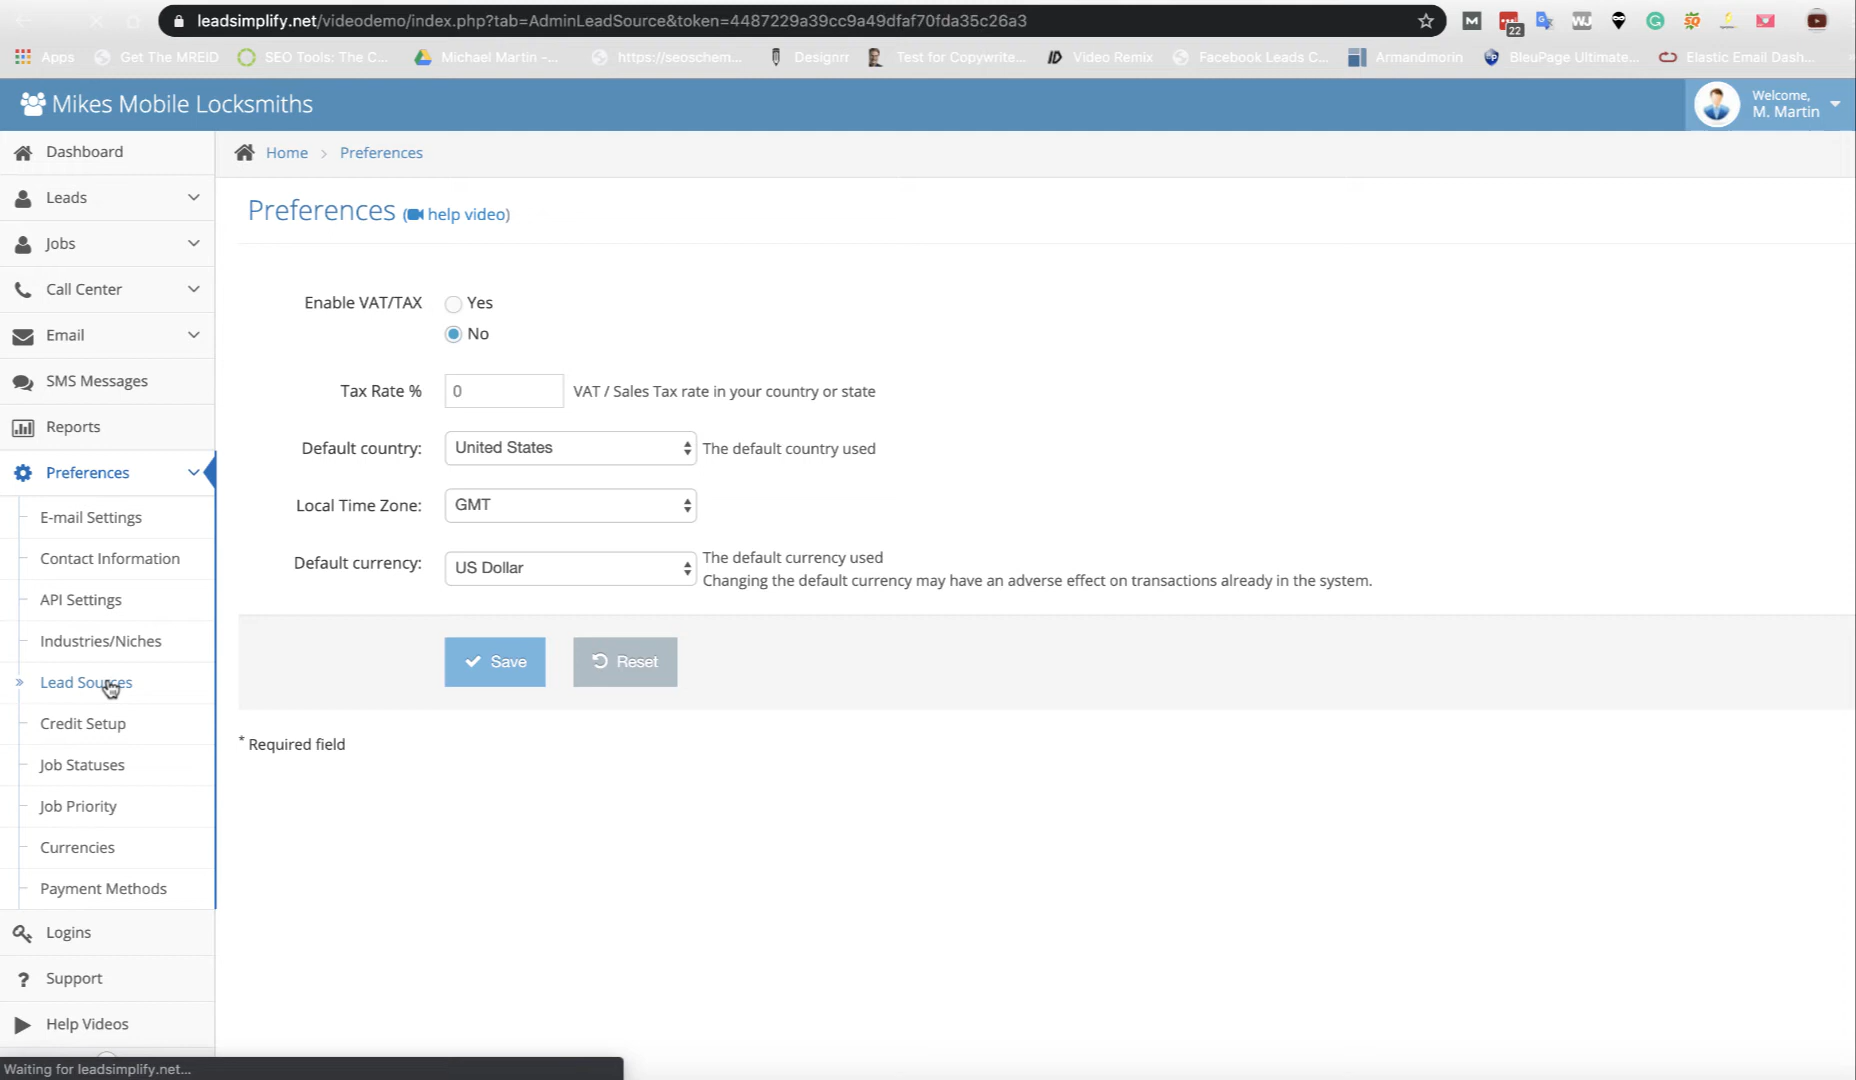 leadsimplify.net/videodemo/index.php?tab=AdminLeadSource&token=4487229a39cc9a49dfaf70fda35c26a3
22
Apps
Get The MREID
SEO Tools: The C...
Michael Martin -...
https://seoschem...
Designrr
Test for Copywrite...
Video Remix
Facebook Leads C...
Armandmorin
BleuPage Ultimate...
Elastic Email Dash...
Mikes Mobile Locksmiths
Welcome,
M. Martin
Dashboard
Home > Preferences
Leads
Preferences (help video)
Jobs
Call Center
Enable VAT/TAX Yes
No
Email
SMS Messages
Tax Rate % 0 VAT / Sales Tax rate in your country or state
Reports
Default country: United States The default country used
Preferences
Local Time Zone: GMT
E-mail Settings
Default currency: US Dollar The default currency used
Changing the default currency may have an adverse effect on transactions already in the system.
Contact Information
API Settings
Industries/Niches
Save Reset
Lead Sources
Credit Setup
* Required field
Job Statuses
Job Priority
Currencies
Payment Methods
Logins
Support
Help Videos
Waiting for leadsimplify.net...